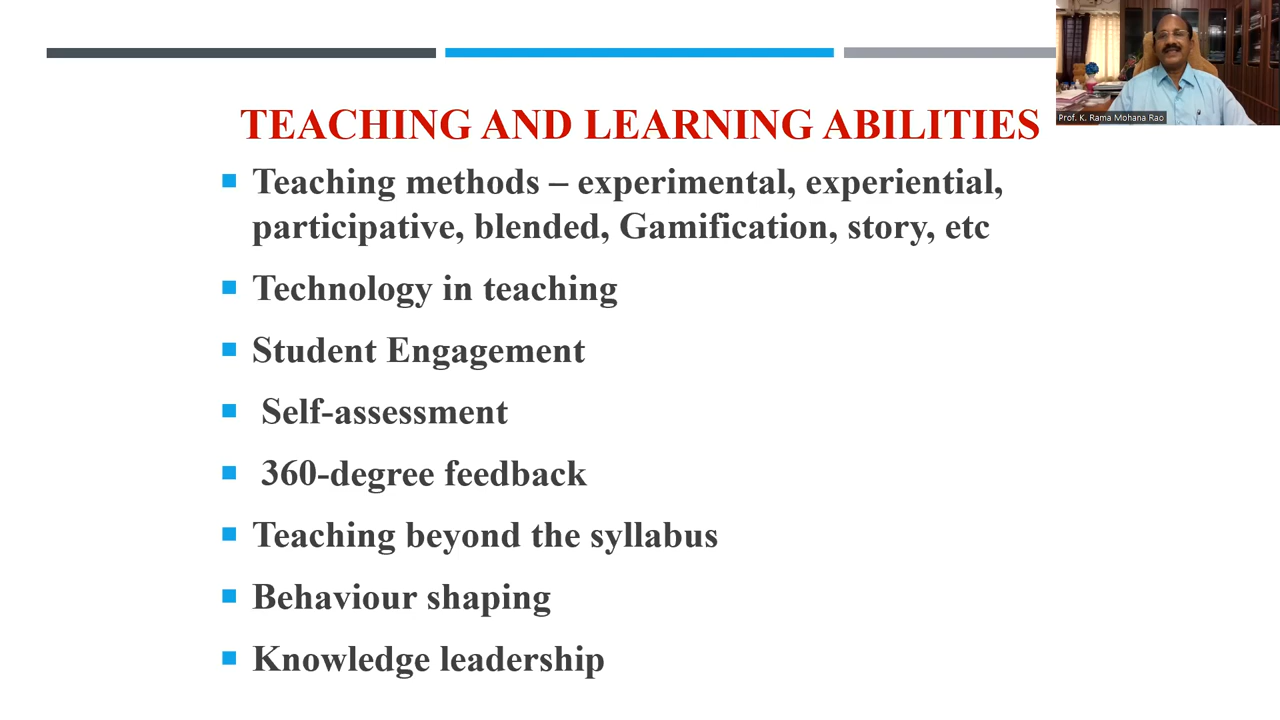 TEACHING AND LEARNING ABILITIES
Teaching methods – experimental, experiential,
participative, blended, Gamification, story, etc
Technology in teaching
Student Engagement
Self-assessment
360-degree feedback
Teaching beyond the syllabus
Behaviour shaping
Knowledge leadership
Prof. K. Rama Mohana Rao